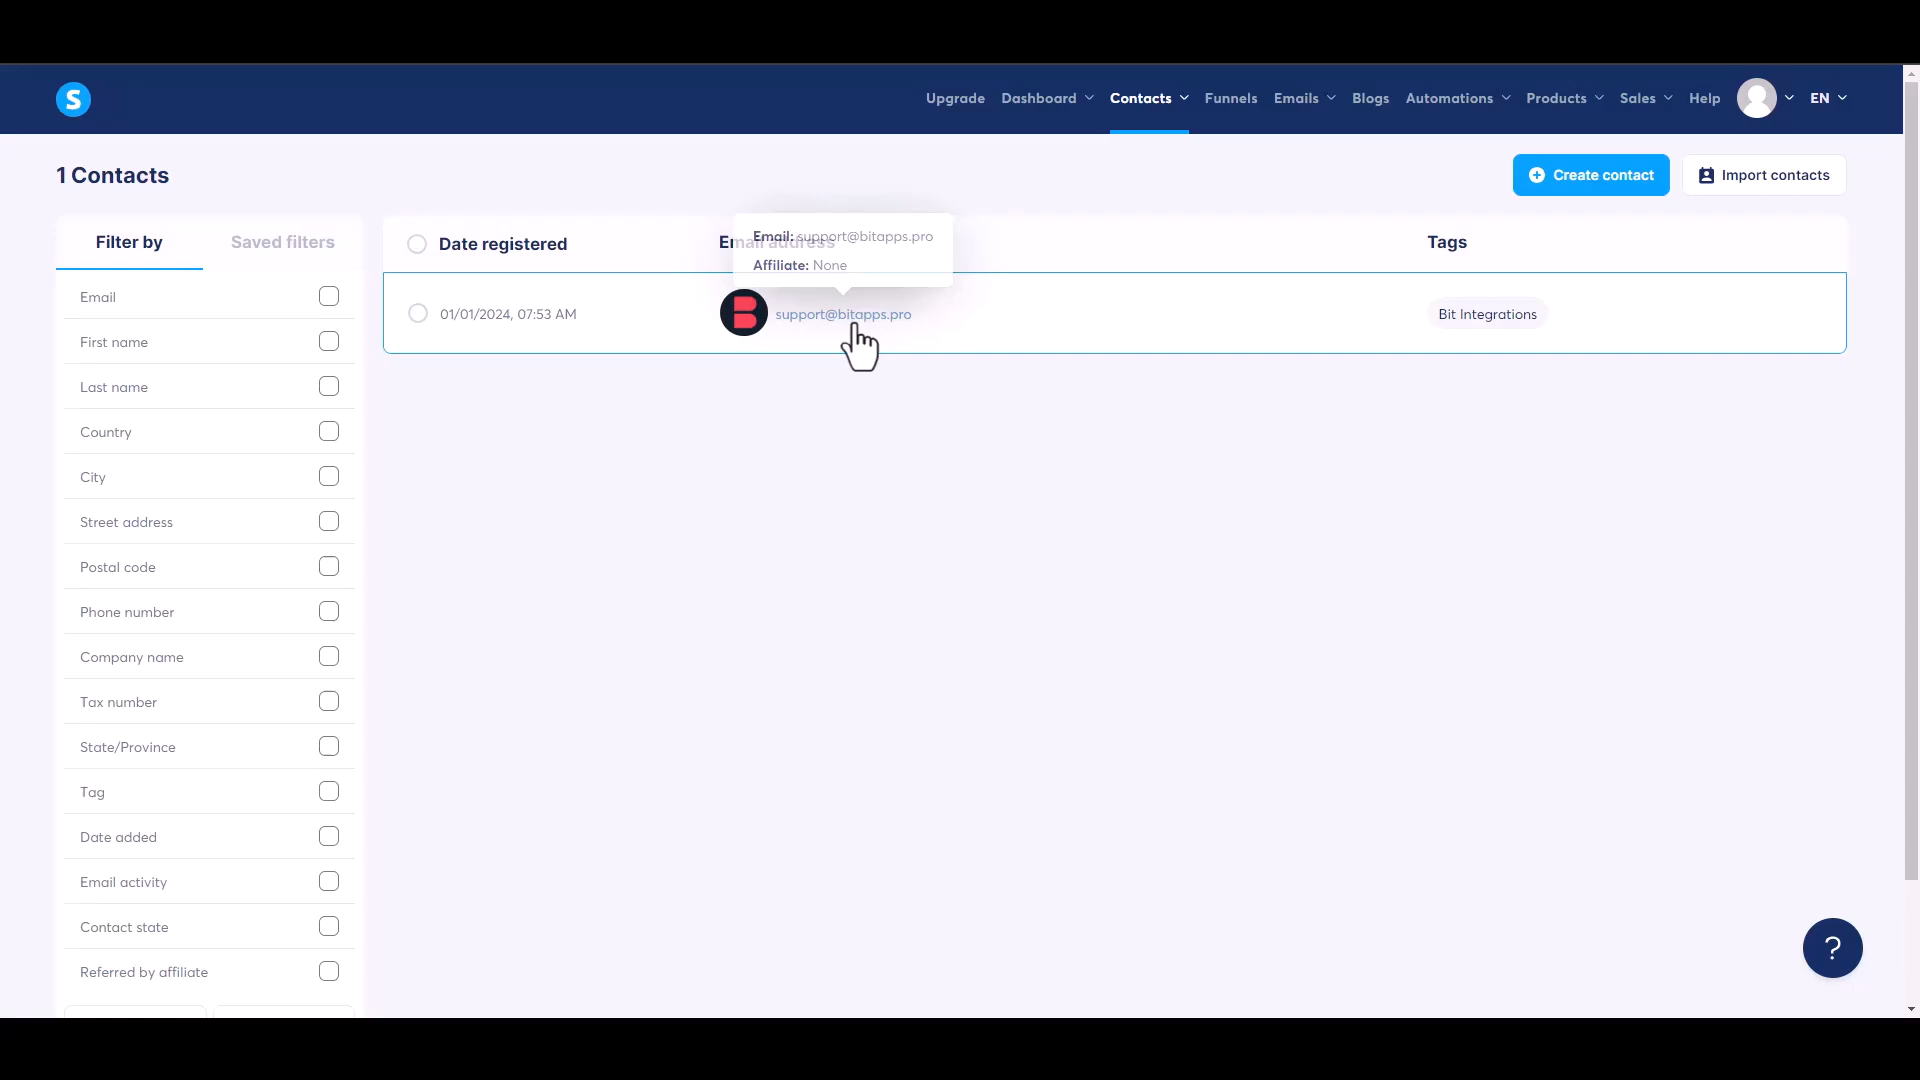 S
Upgrade Dashboard Contacts Funnels Emails Blogs Automations Products Sales Help EN
1 Contacts
Create contact
Import contacts
Filter by
Saved filters
Date registered
Email address
Tags
Email: support@bitapps.pro
Affiliate: None
01/01/2024, 07:53 AM
B
support@bitapps.pro
Bit Integrations
Email
First name
Last name
Country
City
Street address
Postal code
Phone number
Company name
Tax number
State/Province
Tag
Date added
Email activity
Contact state
Referred by affiliate
?